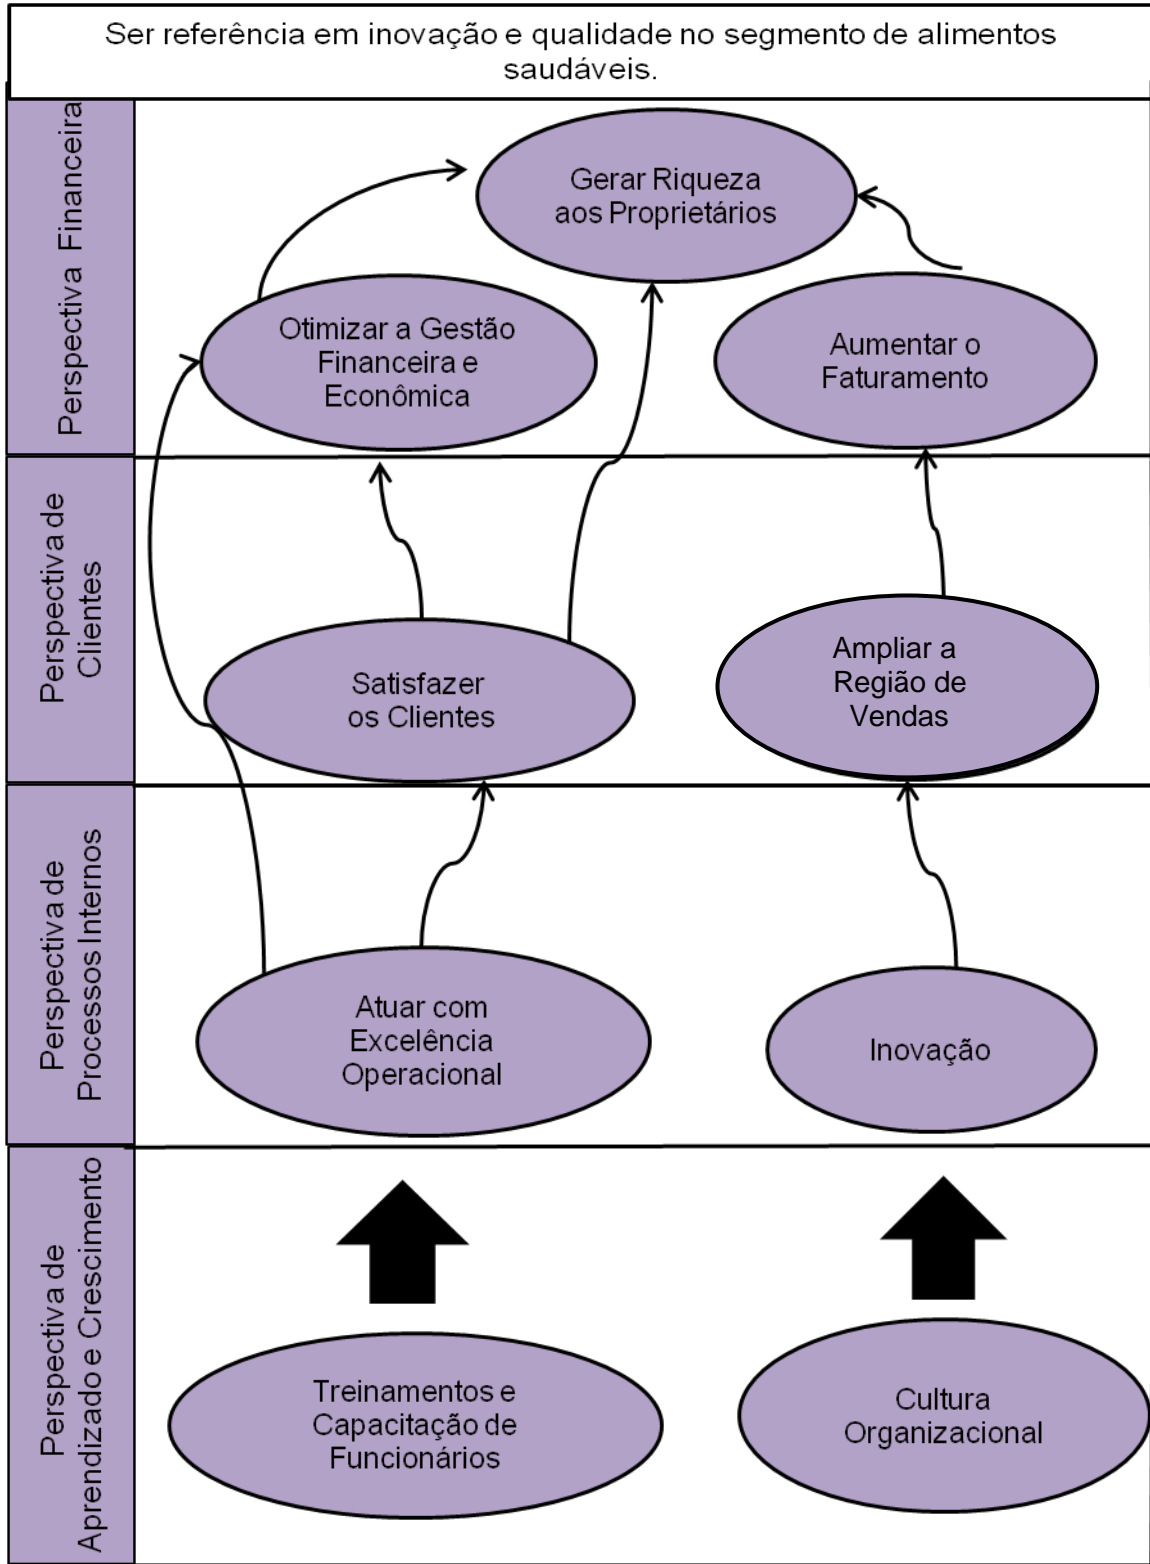 Ser referência em inovação e qualidade no segmento de alimentos
saudáveis.
Perspectiva Financeira
Gerar Riqueza
aos Proprietários
Otimizar a Gestão
Financeira e
Econômica
Aumentar o
Faturamento
Perspectiva de
Clientes
Satisfazer
os Clientes
Ampliar a
Região de
Vendas
Perspectiva de
Processos Internos
Atuar com
Excelência
Operacional
Inovação
Perspectiva de
Aprendizado e Crescimento
Treinamentos e
Capacitação de
Funcionários
Cultura
Organizacional